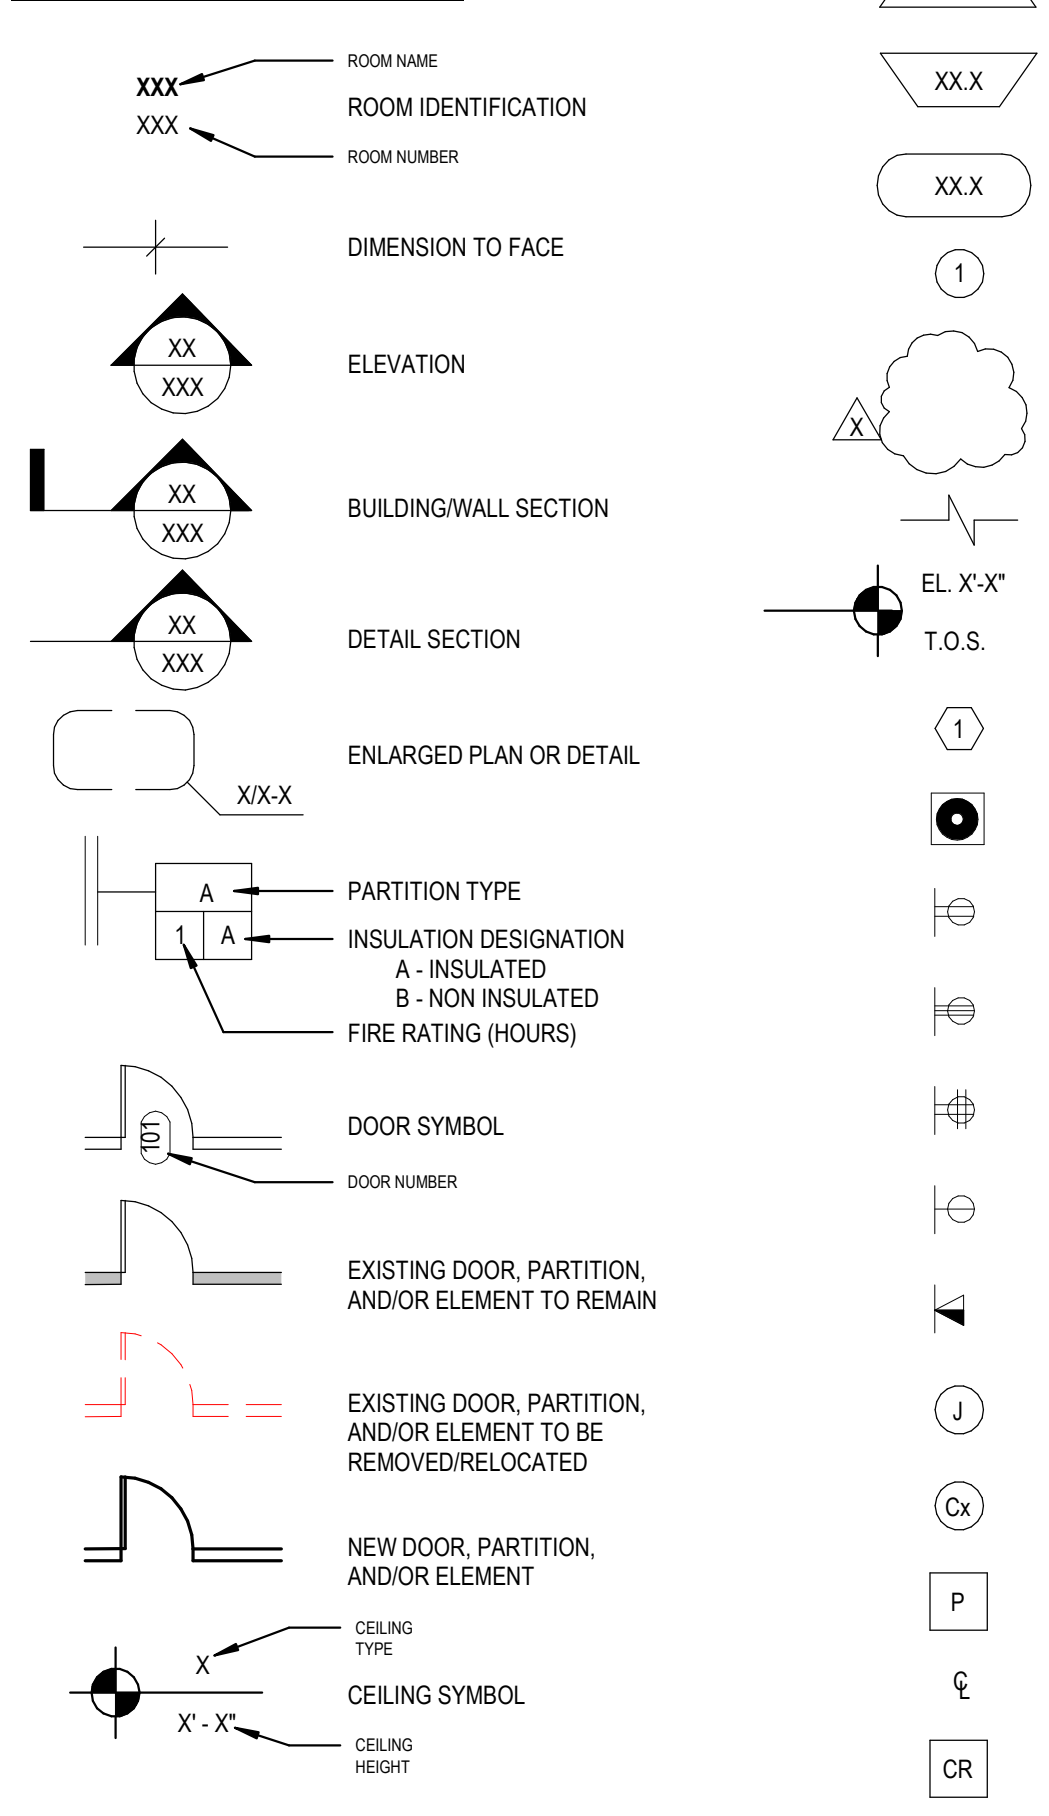 ROOM NAME
XXX
ROOM IDENTIFICATION
XXX
ROOM NUMBER
DIMENSION TO FACE
XX
XXX
ELEVATION
XX
XXX
BUILDING/WALL SECTION
XX
XXX
DETAIL SECTION
ENLARGED PLAN OR DETAIL
X/X-X
A
PARTITION TYPE
1
A
INSULATION DESIGNATION
A - INSULATED
B - NON INSULATED
FIRE RATING (HOURS)
101
DOOR SYMBOL
DOOR NUMBER
EXISTING DOOR, PARTITION,
AND/OR ELEMENT TO REMAIN
EXISTING DOOR, PARTITION,
AND/OR ELEMENT TO BE
REMOVED/RELOCATED
NEW DOOR, PARTITION,
AND/OR ELEMENT
CEILING
TYPE
X
CEILING SYMBOL
X' - X"
CEILING
HEIGHT
XX.X
XX.X
1
X
EL. X'-X"
T.O.S.
1
J
Cx
P
℄
CR